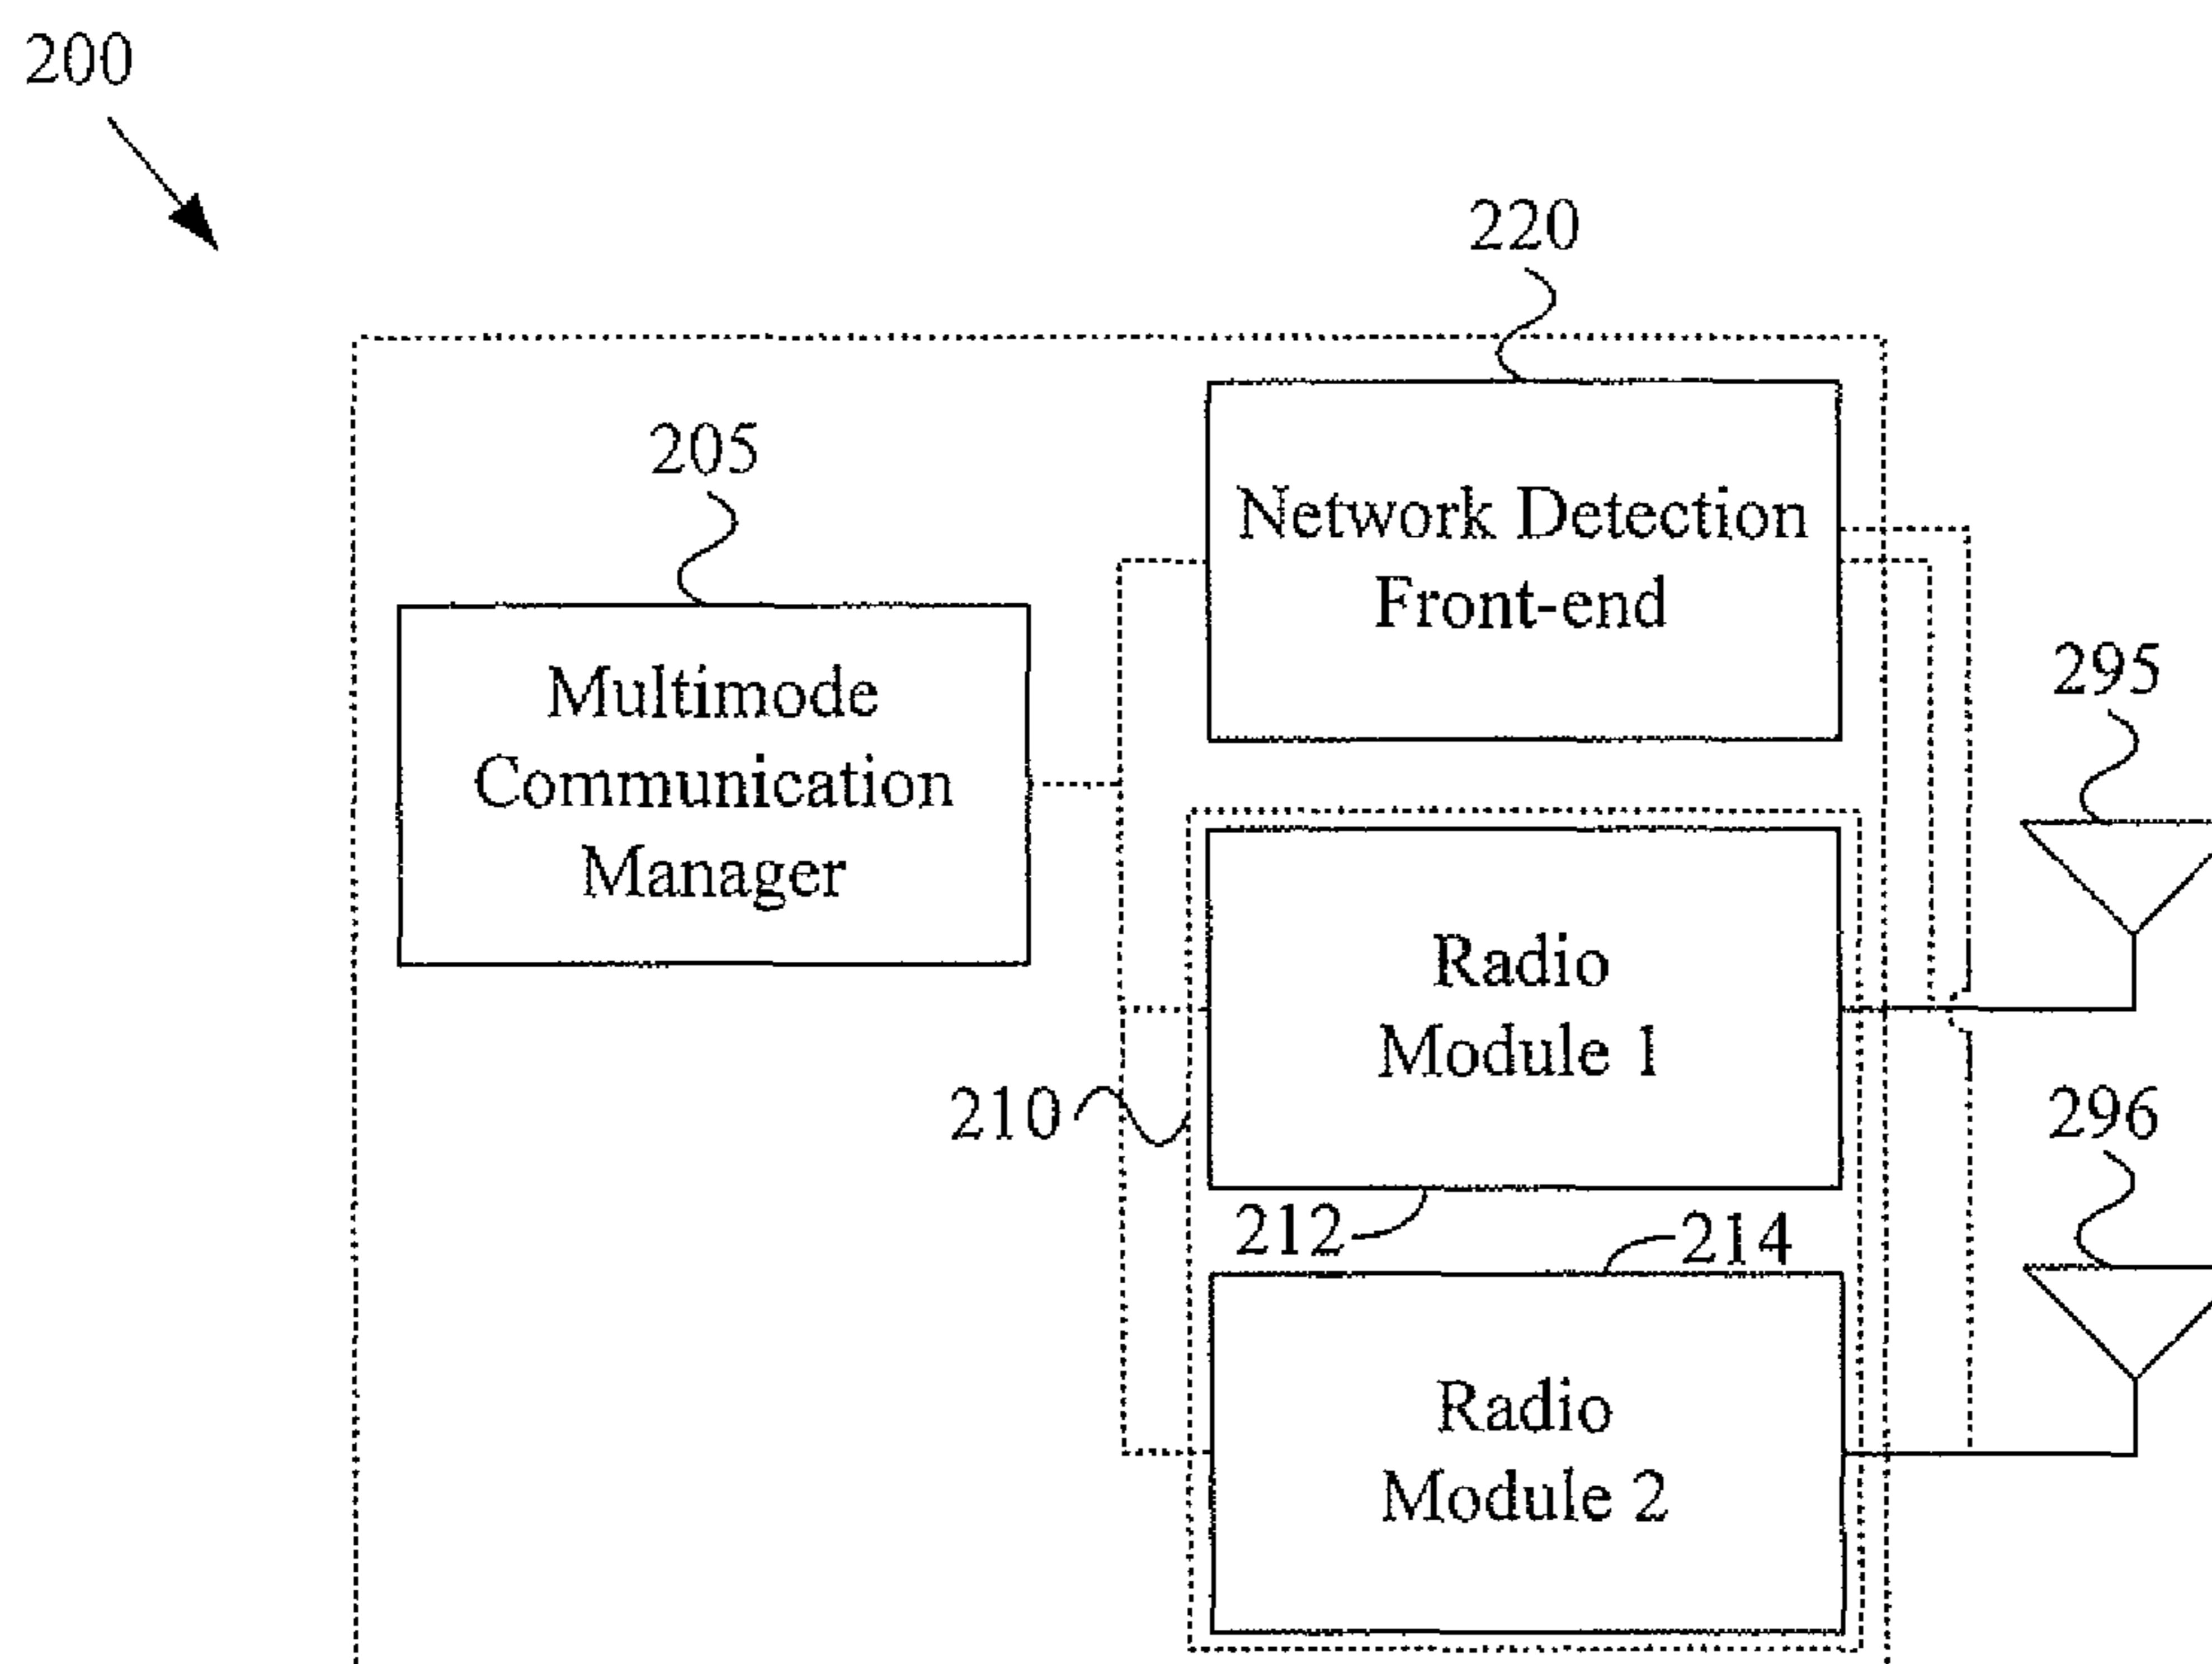 200
220
205
Network Detection
Front-end
295
Multimode
Communication
Manager
Radio
Module 1
210
296
212
214
Radio
Module 2